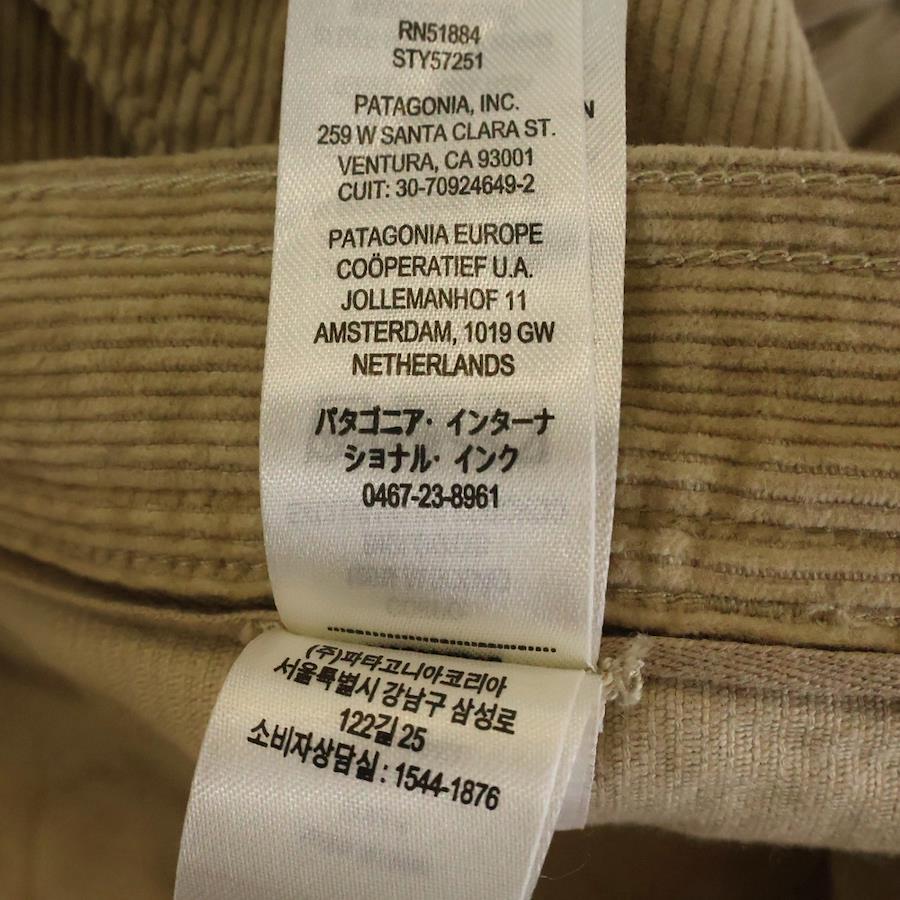 RN51884
STY57251
PATAGONIA, INC.
259 W SANTA CLARA ST.
VENTURA, CA 93001
CUIT: 30-70924649-2
PATAGONIA EUROPE
COÖPERATIEF U.A.
JOLLEMANHOF 11
AMSTERDAM, 1019 GW
NETHERLANDS
パタゴニア・インターナ
ショナル・インク
0467-23-8961
(주)파타고니아코리아
서울특별시 강남구 삼성로
122길 25
소비자상담실 : 1544-1876
N